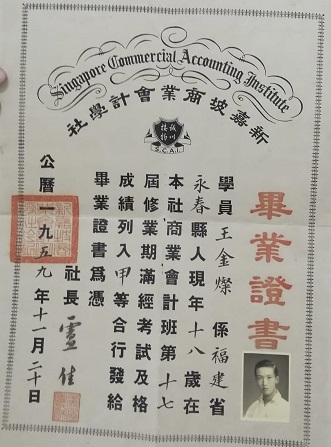 Singapore Commercial Accounting Institute
新嘉坡商業會計學社
S.C.A.I.
畢業證書
學員王金燦係福建省
永春縣人現年十八歲在
本社商業會計班第十七
屆修業期滿經考試及格
成績列入甲等合行發給
畢業證書爲憑
社長
公曆一九五九年十一月二十日